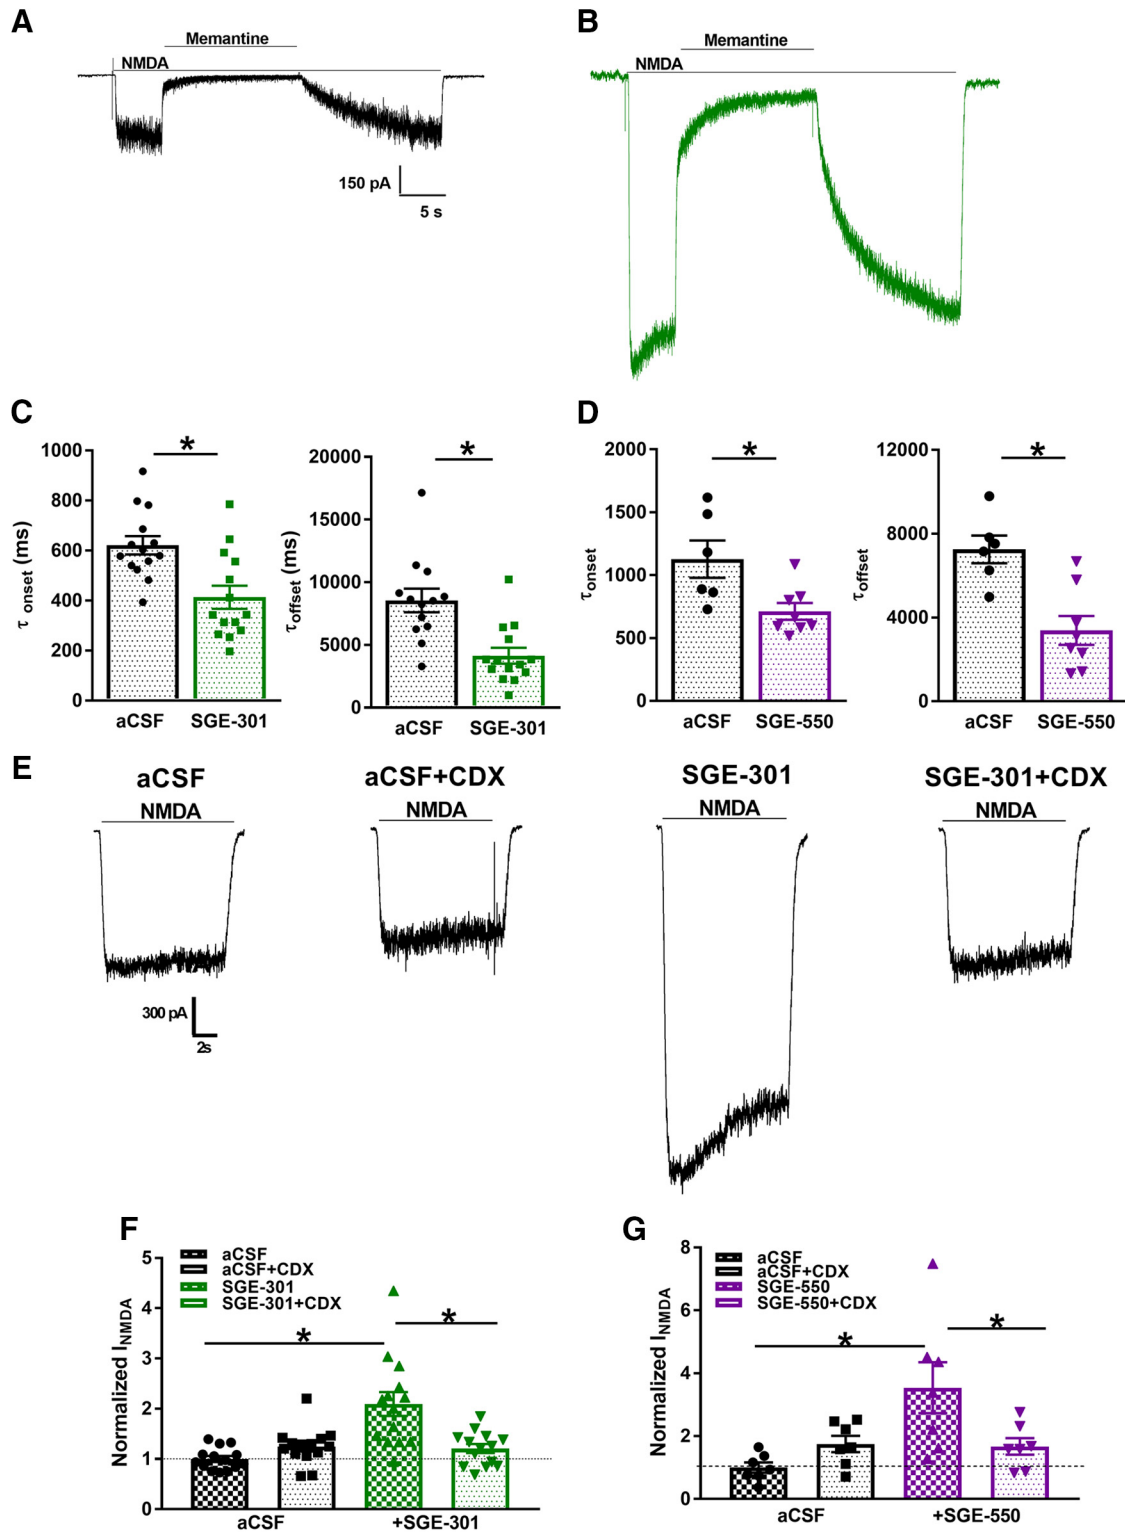 A
B
Memantine
NMDA
150 pA
5 s
Memantine
NMDA
C
D
1000
800
600
400
200
0
τ onset (ms)
aCSF
SGE-301
*
20000
15000
10000
5000
0
τoffset (ms)
aCSF
SGE-301
*
2000
1500
1000
500
0
τonset
aCSF
SGE-550
*
12000
8000
4000
0
τoffset
aCSF
SGE-550
*
E
aCSF
NMDA
300 pA
2s
aCSF+CDX
NMDA
SGE-301
NMDA
SGE-301+CDX
NMDA
F
aCSF
aCSF+CDX
SGE-301
SGE-301+CDX
5
4
3
2
1
0
Normalized INMDA
*
*
aCSF
+SGE-301
G
aCSF
aCSF+CDX
SGE-550
SGE-550+CDX
8
6
4
2
0
Normalized INMDA
*
*
aCSF
+SGE-550